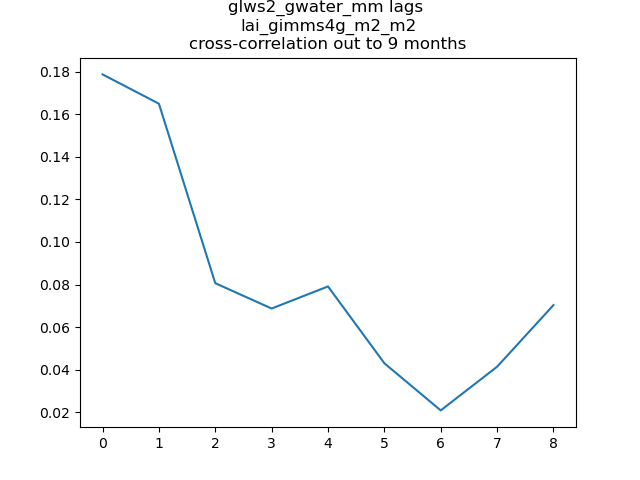 glws2_gwater_mm lags
lai_gimms4g_m2_m2
cross-correlation out to 9 months
0.18
0.16
0.14
0.12
0.10
0.08
0.06
0.04
0.02
0 1 2 3 4 5 6 7 8